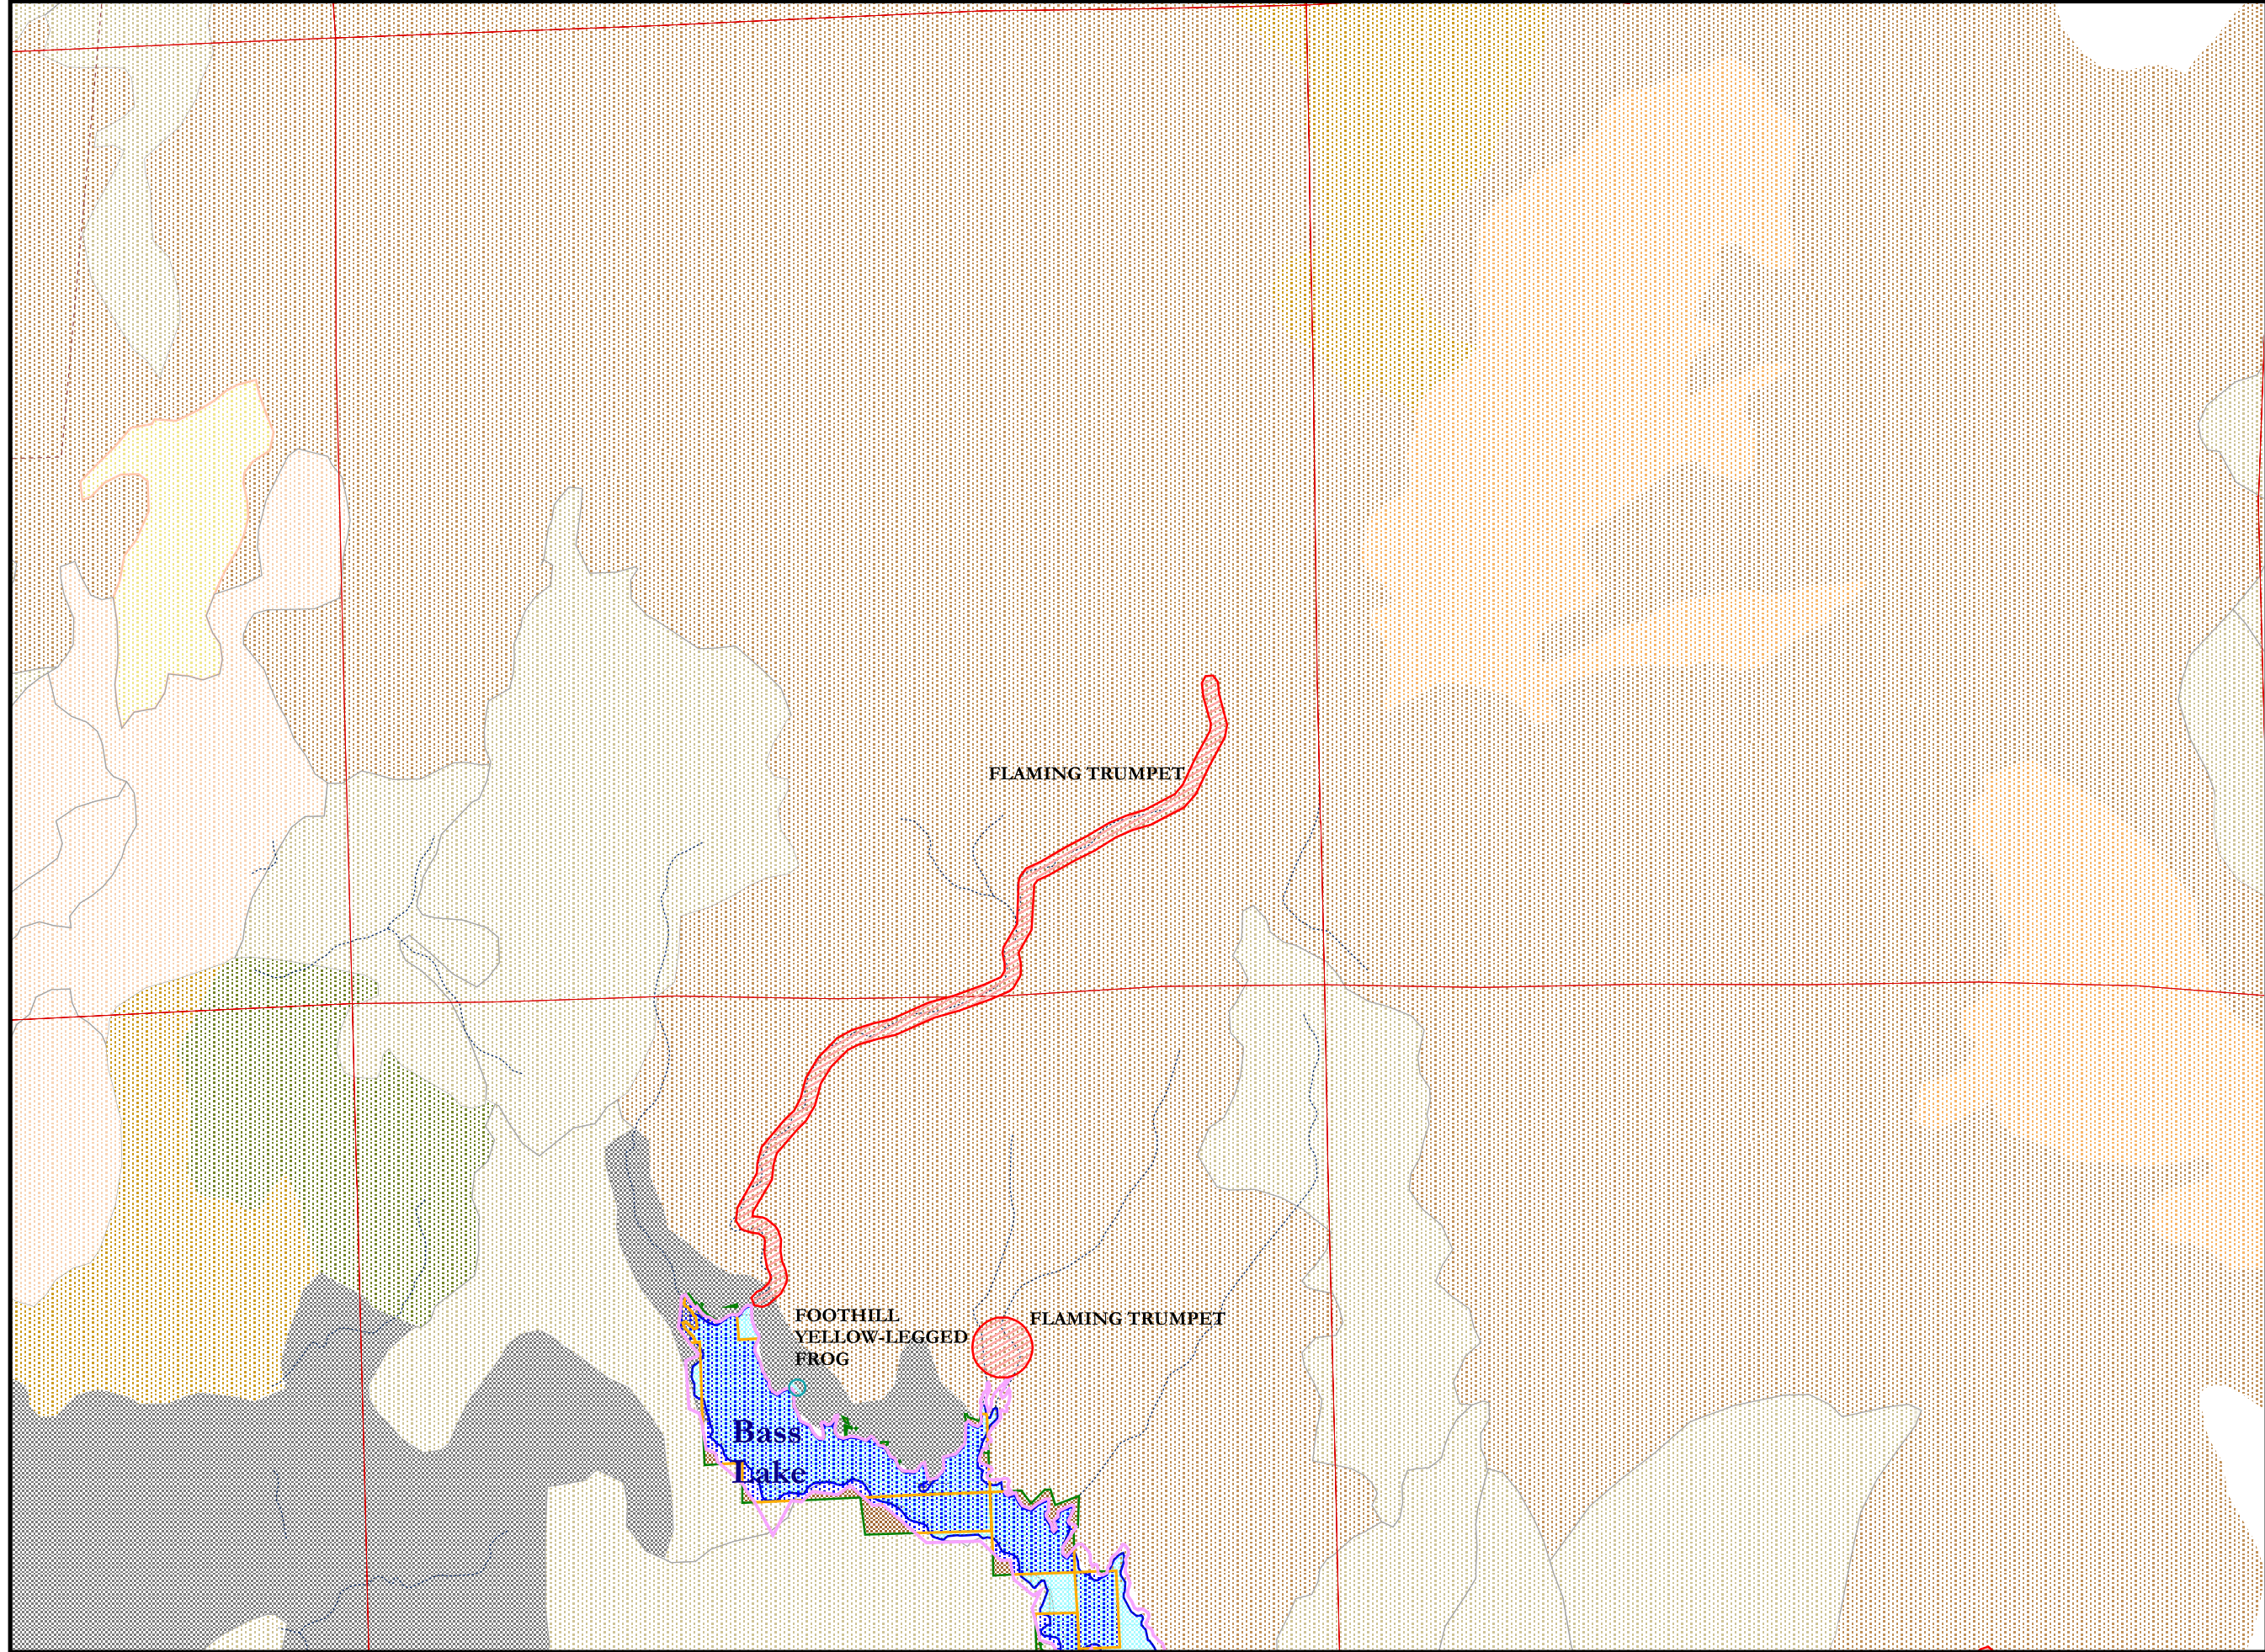 FLAMING TRUMPET
FOOTHILL
YELLOW-LEGGED
FROG
FLAMING TRUMPET
Bass
Lake